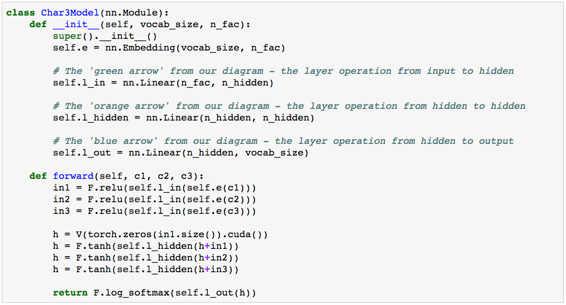 class Char3Model(nn.Module):
    def __init__(self, vocab_size, n_fac):
        super().__init__()
        self.e = nn.Embedding(vocab_size, n_fac)

        # The 'green arrow' from our diagram - the layer operation from input to hidden
        self.l_in = nn.Linear(n_fac, n_hidden)

        # The 'orange arrow' from our diagram - the layer operation from hidden to hidden
        self.l_hidden = nn.Linear(n_hidden, n_hidden)

        # The 'blue arrow' from our diagram - the layer operation from hidden to output
        self.l_out = nn.Linear(n_hidden, vocab_size)

    def forward(self, c1, c2, c3):
        in1 = F.relu(self.l_in(self.e(c1)))
        in2 = F.relu(self.l_in(self.e(c2)))
        in3 = F.relu(self.l_in(self.e(c3)))

        h = V(torch.zeros(in1.size()).cuda())
        h = F.tanh(self.l_hidden(h+in1))
        h = F.tanh(self.l_hidden(h+in2))
        h = F.tanh(self.l_hidden(h+in3))

        return F.log_softmax(self.l_out(h))